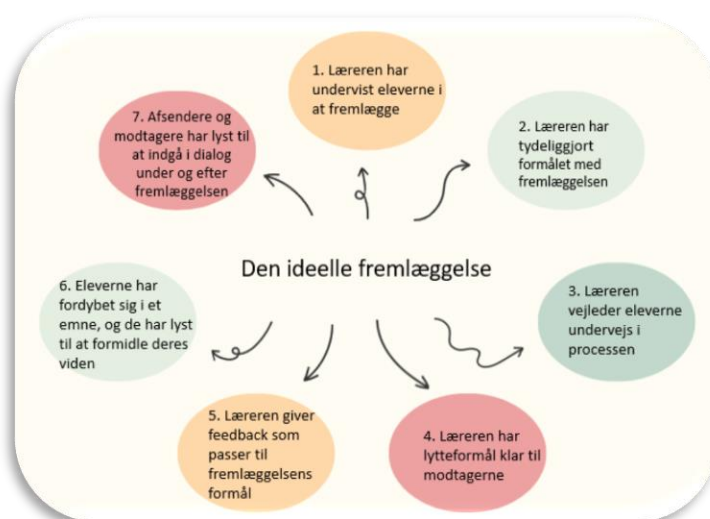 1. Læreren har
undervist eleverne i
at fremlægge
2. Læreren har
tydeliggjort
formålet med
fremlæggelsen
3. Læreren
vejleder eleverne
undervejs i
processen
4. Læreren har
lytteformål klar til
modtagerne
5. Læreren giver
feedback som
passer til
fremlæggelsens
formål
6. Eleverne har
fordybet sig i et
emne, og de har lyst
til at formidle deres
viden
7. Afsendere og
modtagere har lyst til
at indgå i dialog
under og efter
fremlæggelsen
Den ideelle fremlæggelse